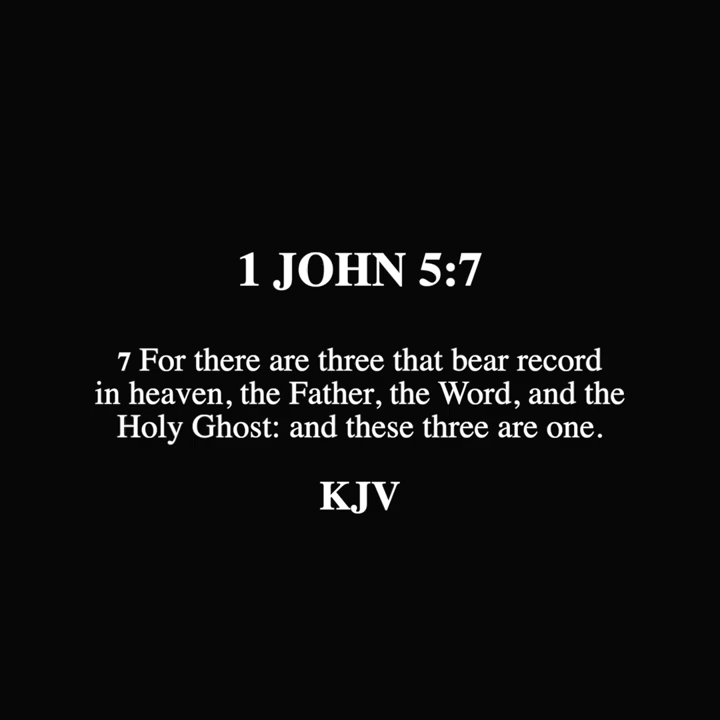 1 JOHN 5:7
7 For there are three that bear record
in heaven, the Father, the Word, and the
Holy Ghost: and these three are one.
KJV